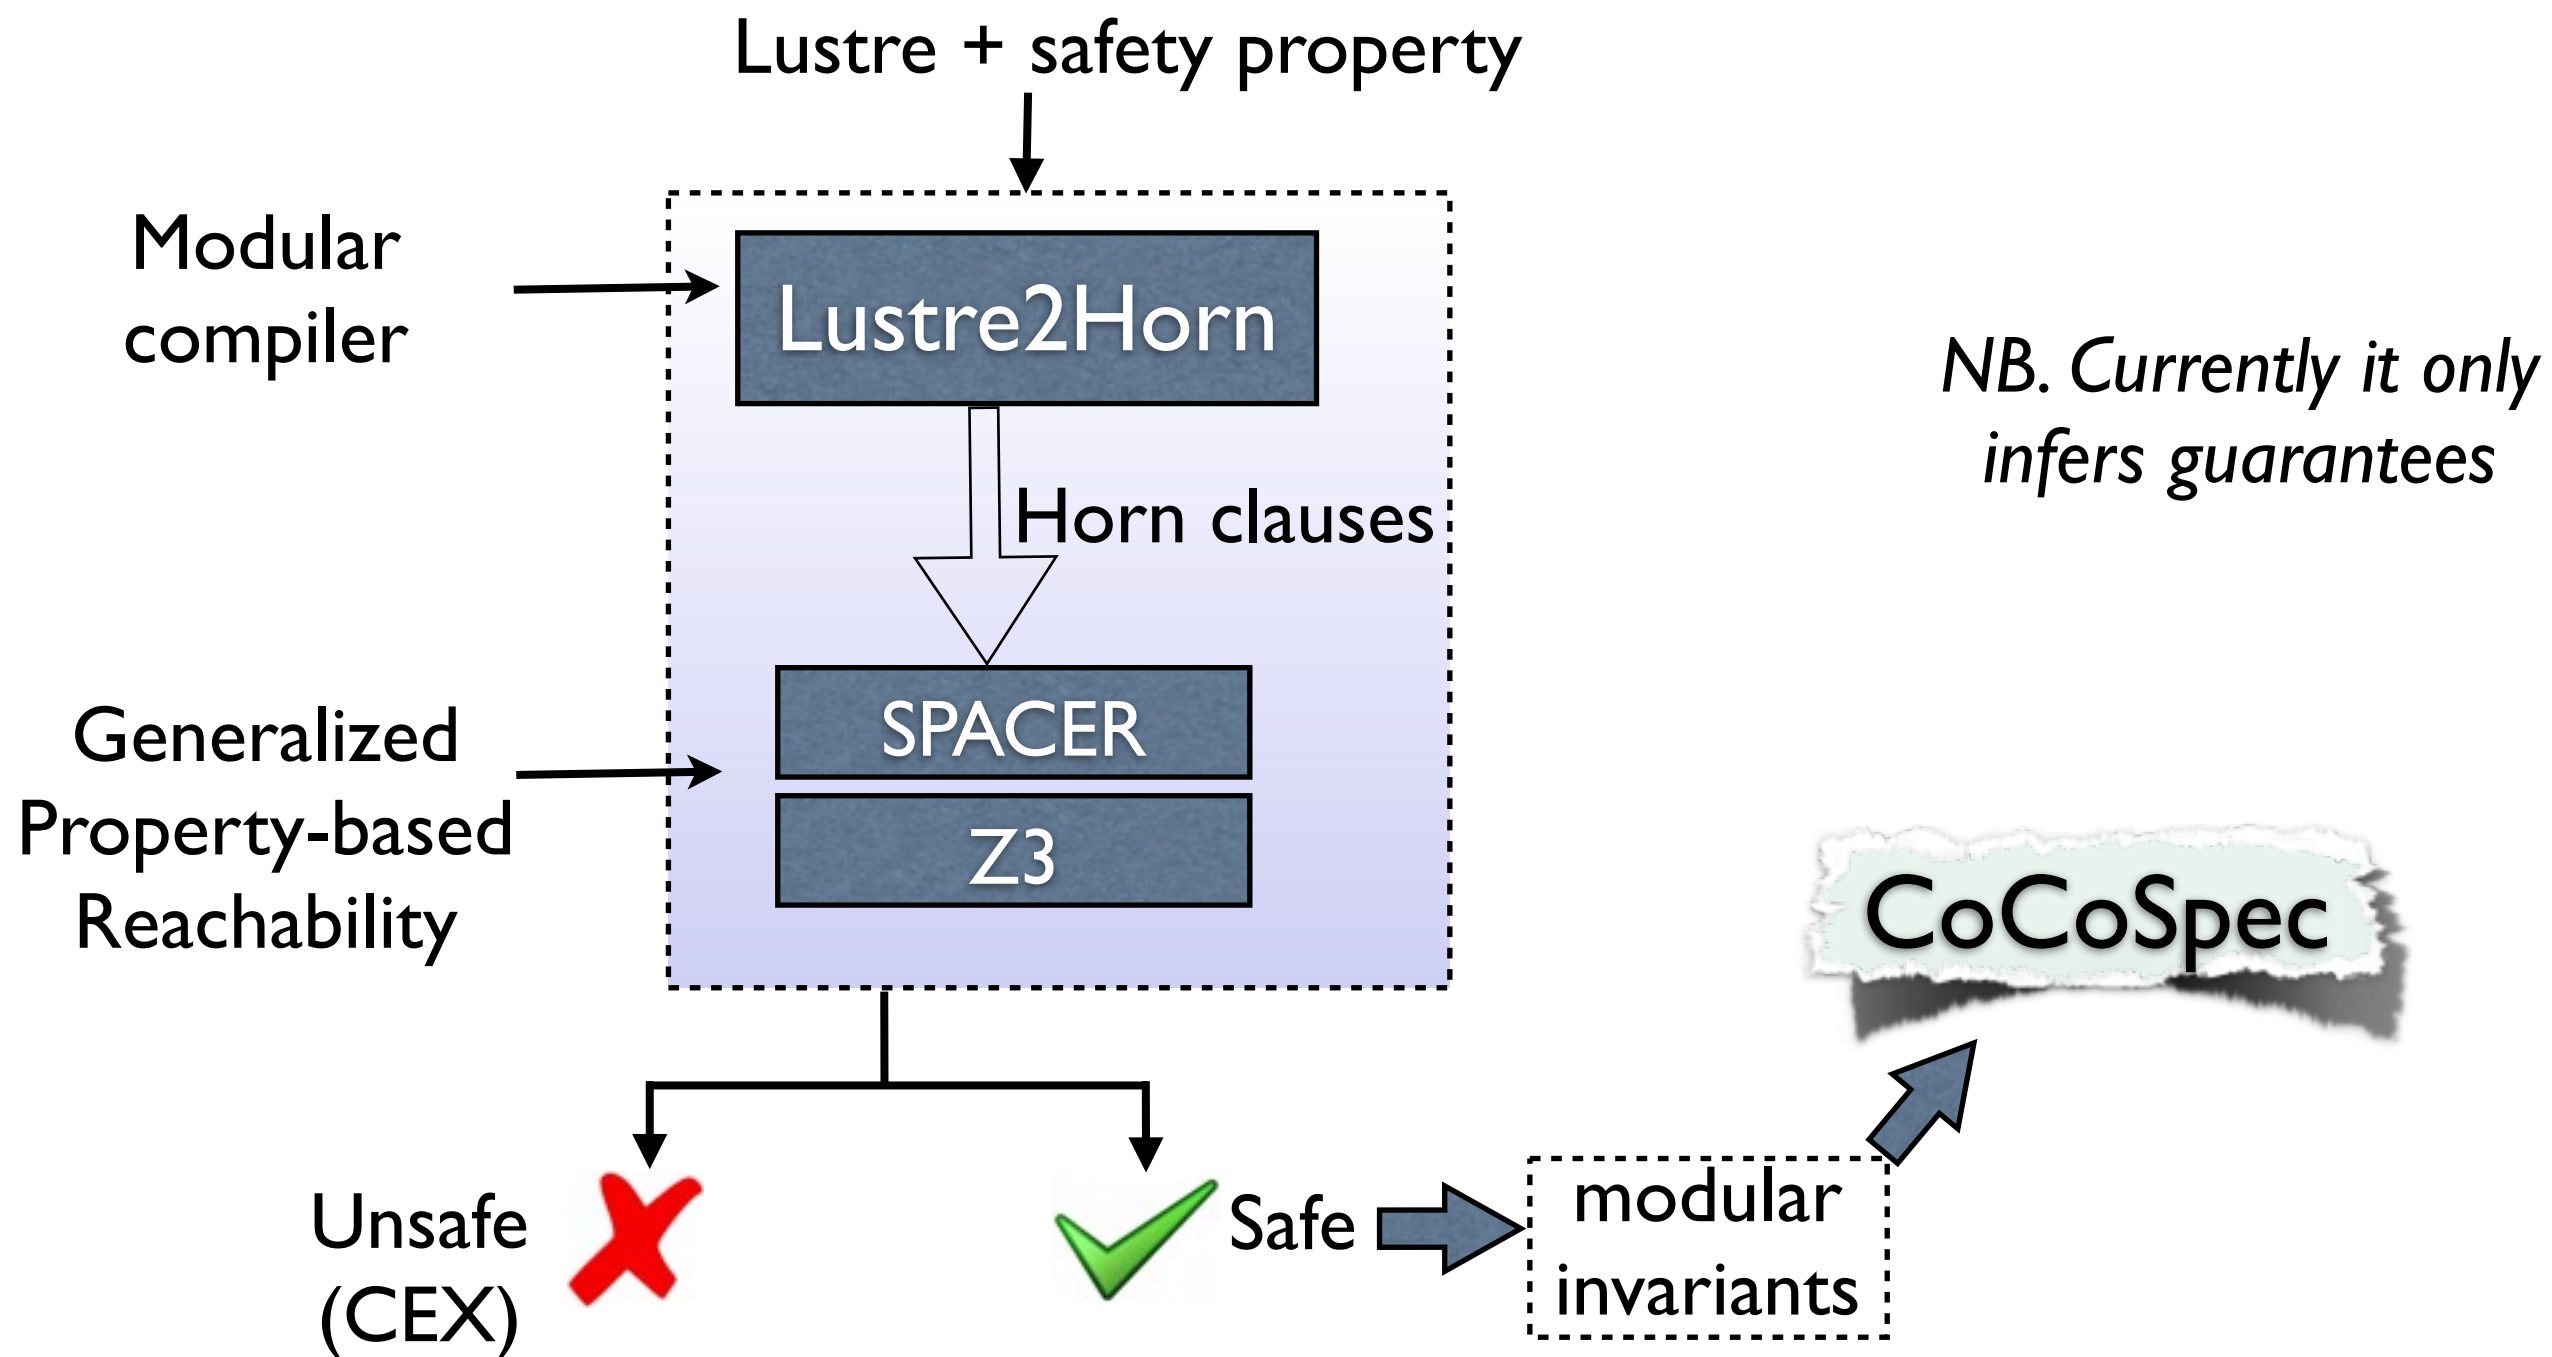 Lustre + safety property
Modular
compiler
Lustre2Horn
NB. Currently it only
infers guarantees
Horn clauses
Generalized
Property-based
Reachability
SPACER
Z3
CoCoSpec
Unsafe
(CEX)
Safe
modular
invariants